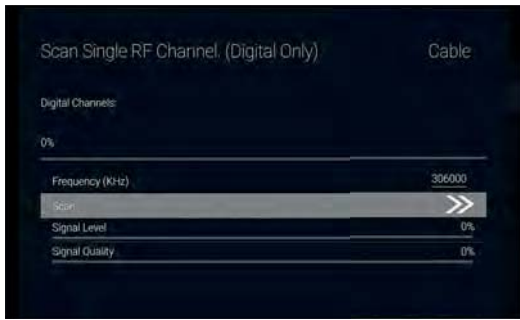 Scan Single RF Channel. (Digital Only) Cable
Digital Channels:
0%
Frequency (KHz) 306000
Scan
Signal Level 0%
Signal Quality 0%